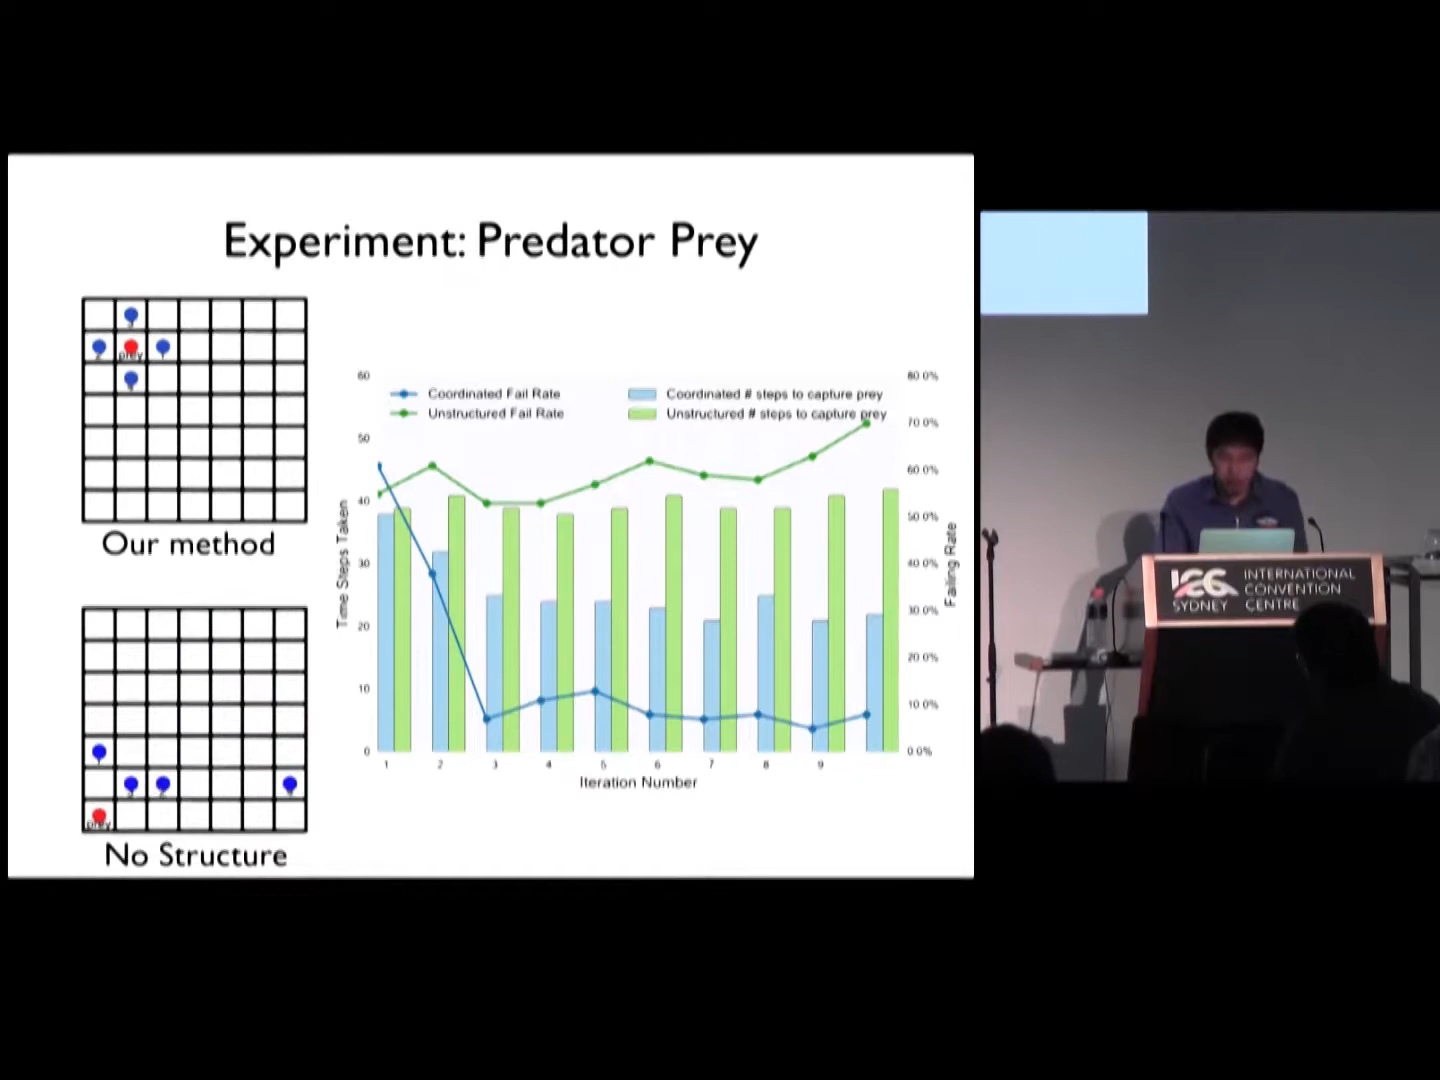 Experiment: Predator Prey
prey
Our method
prey
No Structure
Coordinated Fail Rate
Unstructured Fail Rate
Coordinated # steps to capture prey
Unstructured # steps to capture prey
60
50
40
30
20
10
0
Time Steps Taken
80.0%
70.0%
60.0%
50.0%
40.0%
30.0%
20.0%
10.0%
0.0%
Failing Rate
1 2 3 4 5 6 7 8 9
Iteration Number
ICC
SYDNEY
INTERNATIONAL
CONVENTION
CENTRE